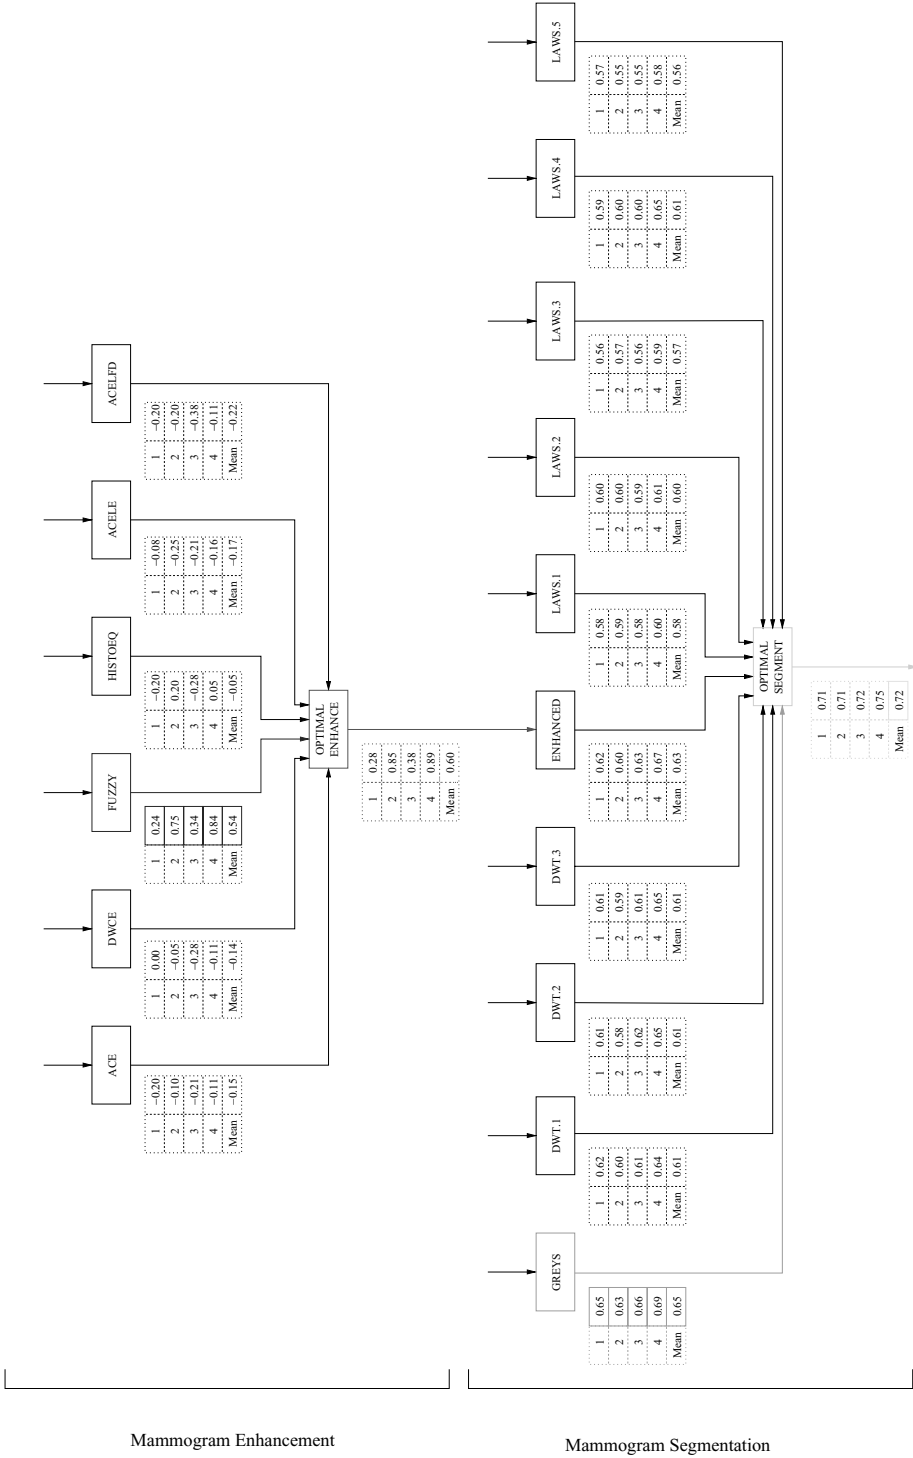 ACE
1 −0.20
2 −0.10
3 −0.21
4 −0.11
Mean −0.15
DWCE
1 0.00
2 −0.05
3 −0.28
4 −0.11
Mean −0.14
FUZZY
1 0.24
2 0.75
3 0.34
4 0.84
Mean 0.54
HISTOEQ
1 −0.20
2 0.20
3 −0.28
4 0.05
Mean −0.05
ACELE
1 −0.08
2 −0.25
3 −0.21
4 −0.16
Mean −0.17
ACELFD
1 −0.20
2 −0.20
3 −0.38
4 −0.11
Mean −0.22
OPTIMAL
ENHANCE
1 0.28
2 0.85
3 0.38
4 0.89
Mean 0.60
GREYS
1 0.65
2 0.63
3 0.66
4 0.69
Mean 0.65
DWT.1
1 0.62
2 0.60
3 0.61
4 0.64
Mean 0.61
DWT.2
1 0.61
2 0.58
3 0.62
4 0.65
Mean 0.61
DWT.3
1 0.61
2 0.59
3 0.61
4 0.65
Mean 0.61
ENHANCED
1 0.62
2 0.60
3 0.63
4 0.67
Mean 0.63
LAWS.1
1 0.58
2 0.59
3 0.58
4 0.60
Mean 0.58
LAWS.2
1 0.60
2 0.60
3 0.59
4 0.61
Mean 0.60
LAWS.3
1 0.56
2 0.57
3 0.56
4 0.59
Mean 0.57
LAWS.4
1 0.59
2 0.60
3 0.60
4 0.65
Mean 0.61
LAWS.5
1 0.57
2 0.55
3 0.55
4 0.58
Mean 0.56
OPTIMAL
SEGMENT
1 0.71
2 0.71
3 0.72
4 0.75
Mean 0.72
Mammogram Enhancement
Mammogram Segmentation